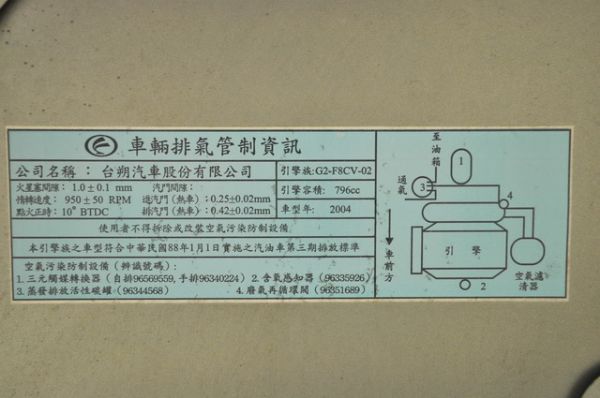 車輛排氣管制資訊
公司名稱： 台朔汽車股份有限公司
引擎族:G2-F8CV-02
火星塞間隙： 1.0±0.1 mm
汽門間隙：
惰轉速度： 950±50 RPM
進汽門（熱車）:0.25±0.02mm
引擎容積: 796cc
點火正時: 10° BTDC
排汽門（熱車）:0.42±0.02mm
車型年: 2004
使用者不得拆除或改裝空氣污染防制設備
本引擎族之車型符合中華民國88年1月1日實施之汽油車第三期排放標準
空氣污染防制設備（辨識號碼）:
1.三元觸媒轉換器（自排96569559,手排96340224）2.含氧感知器（96335926）
3.蒸發排放活性碳罐（96344568）
4.廢氣再循環閥（96351689）
至油箱
1
通氣
3
4
引擎
車前方
空氣濾清器
2